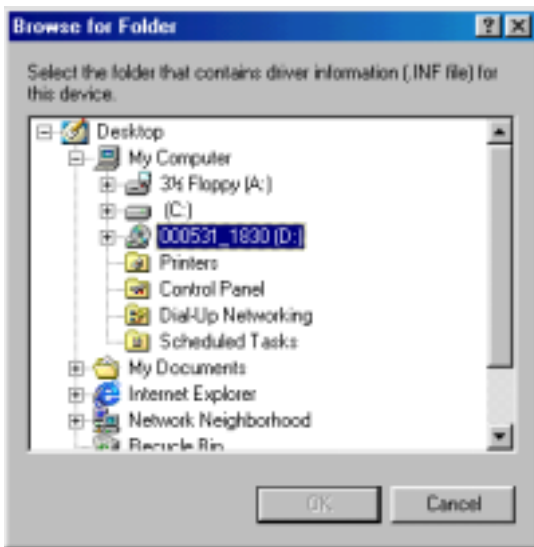 Browse for Folder
Select the folder that contains driver information (.INF file) for
this device.
Desktop
My Computer
3½ Floppy (A:)
(C:)
000531_1830 (D:)
Printers
Control Panel
Dial-Up Networking
Scheduled Tasks
My Documents
Internet Explorer
Network Neighborhood
Recycle Bin
OK
Cancel